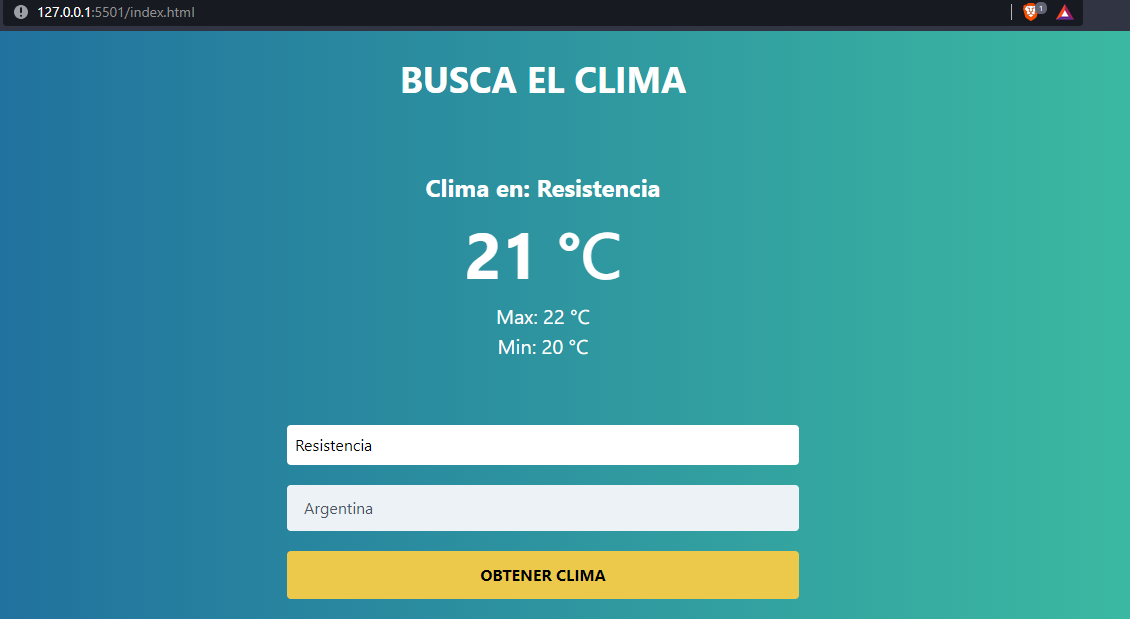 127.0.0.1:5501/index.html
1
BUSCA EL CLIMA
Clima en: Resistencia
21 °C
Max: 22 °C
Min: 20 °C
Resistencia
Argentina
OBTENER CLIMA